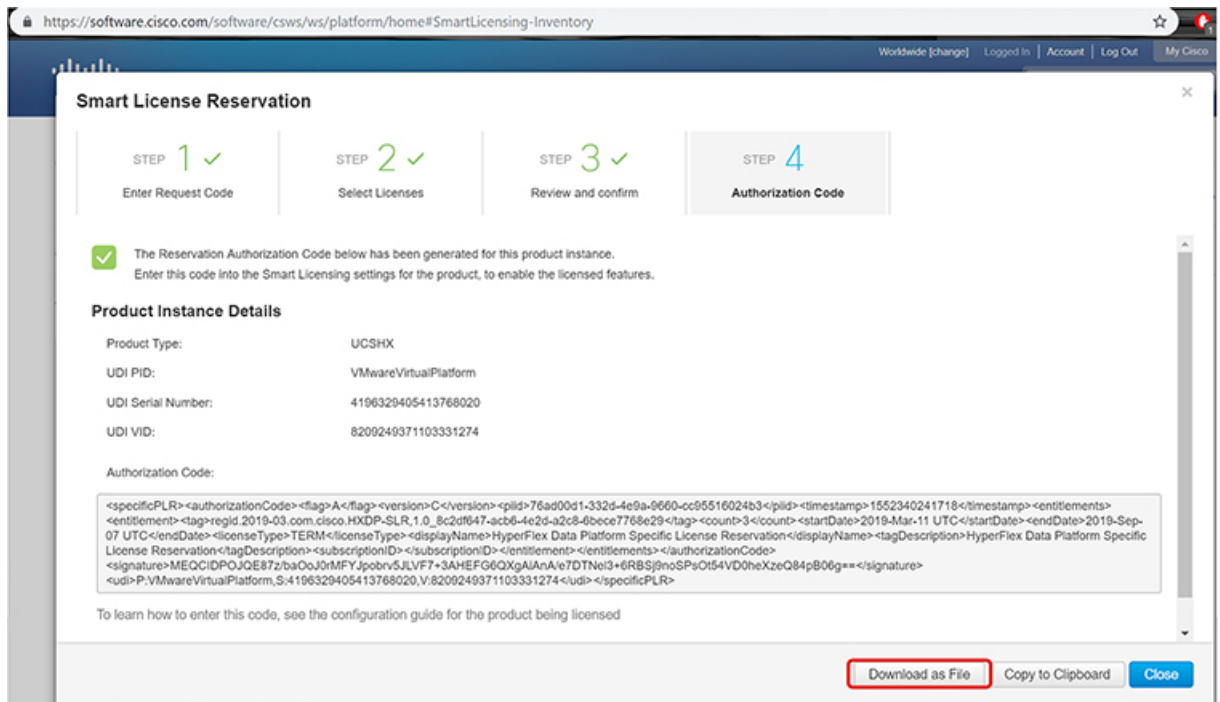 https://software.cisco.com/software/csws/ws/platform/home#SmartLicensing-Inventory
1
Worldwide [change] Logged In | Account | Log Out My Cisco
Smart License Reservation
STEP 1 STEP 2 STEP 3 STEP 4
Enter Request Code Select Licenses Review and confirm Authorization Code
The Reservation Authorization Code below has been generated for this product instance.
Enter this code into the Smart Licensing settings for the product, to enable the licensed features.
Product Instance Details
Product Type: UCSHX
UDI PID: VMwareVirtualPlatform
UDI Serial Number: 4196329405413768020
UDI VID: 8209249371103331274
Authorization Code:
<specificPLR><authorizationCode><flag>A</flag><version>C</version><piid>76ad00d1-332d-4e9a-9660-cc95516024b3</piid><timestamp>1552340241718</timestamp><entitlements>
<entitlement><tag>regid.2019-03.com.cisco.HXDP-SLR,1.0_8c2df647-acb6-4e2d-a2c8-6bece7768e29</tag><count>3</count><startDate>2019-Mar-11 UTC</startDate><endDate>2019-Sep-
07 UTC</endDate><licenseType>TERM</licenseType><displayName>HyperFlex Data Platform Specific License Reservation</displayName><tagDescription>HyperFlex Data Platform Specific
License Reservation</tagDescription><subscriptionID></subscriptionID></entitlement></entitlements></authorizationCode>
<signature>MEQCIDPOJQE87z/baOoJ0rMFYJpobrv5JLVF7+3AHEFG6QXgAiAnA/e7DTNel3+6RBSj9noSPsOt54VD0heXzeQ84pB06g==</signature>
<udi>P:VMwareVirtualPlatform,S:4196329405413768020,V:8209249371103331274</udi></specificPLR>
To learn how to enter this code, see the configuration guide for the product being licensed
Download as File Copy to Clipboard Close